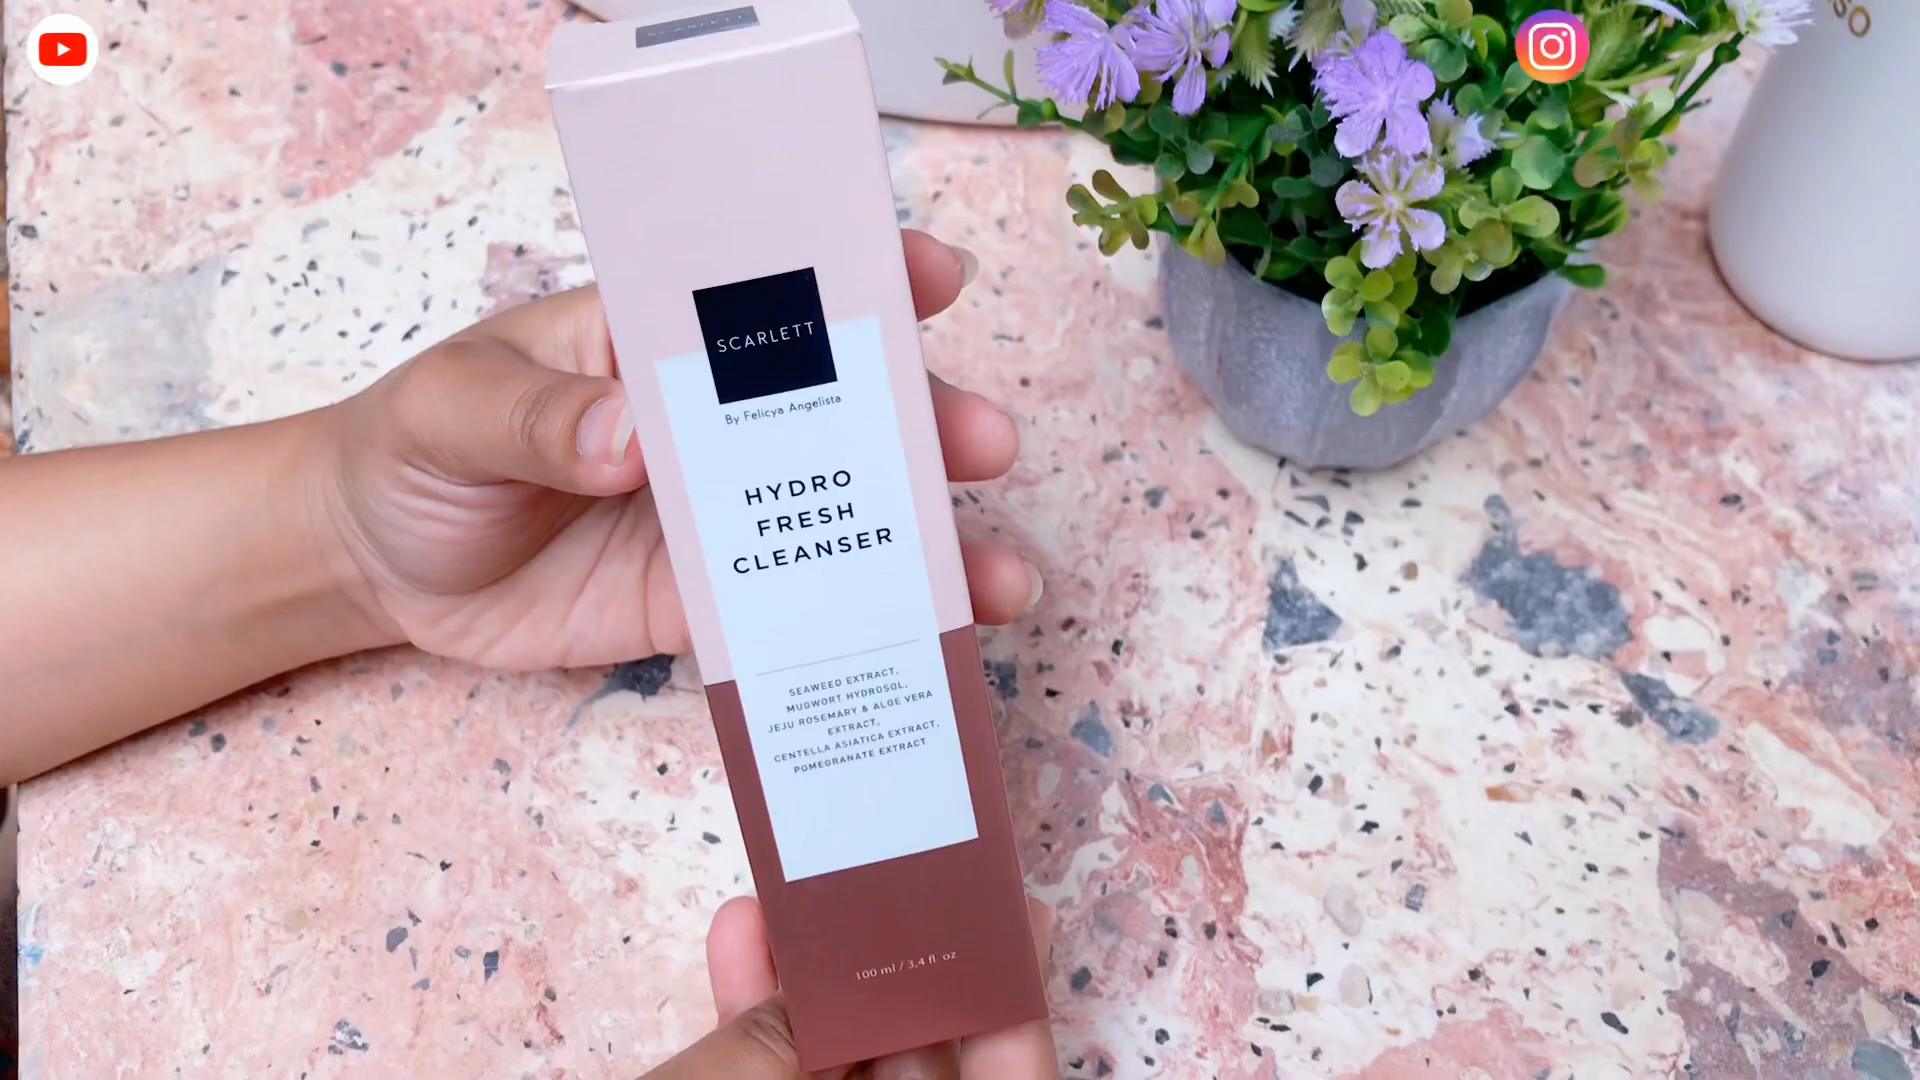 SCARLETT
SCARLETT
By Felicya Angelista
HYDRO
FRESH
CLEANSER
SEAWEED EXTRACT,
MUGWORT HYDROSOL,
JEJU ROSEMARY & ALOE VERA
EXTRACT,
CENTELLA ASIATICA EXTRACT,
POMEGRANATE EXTRACT
100 ml / 3,4 fl. oz